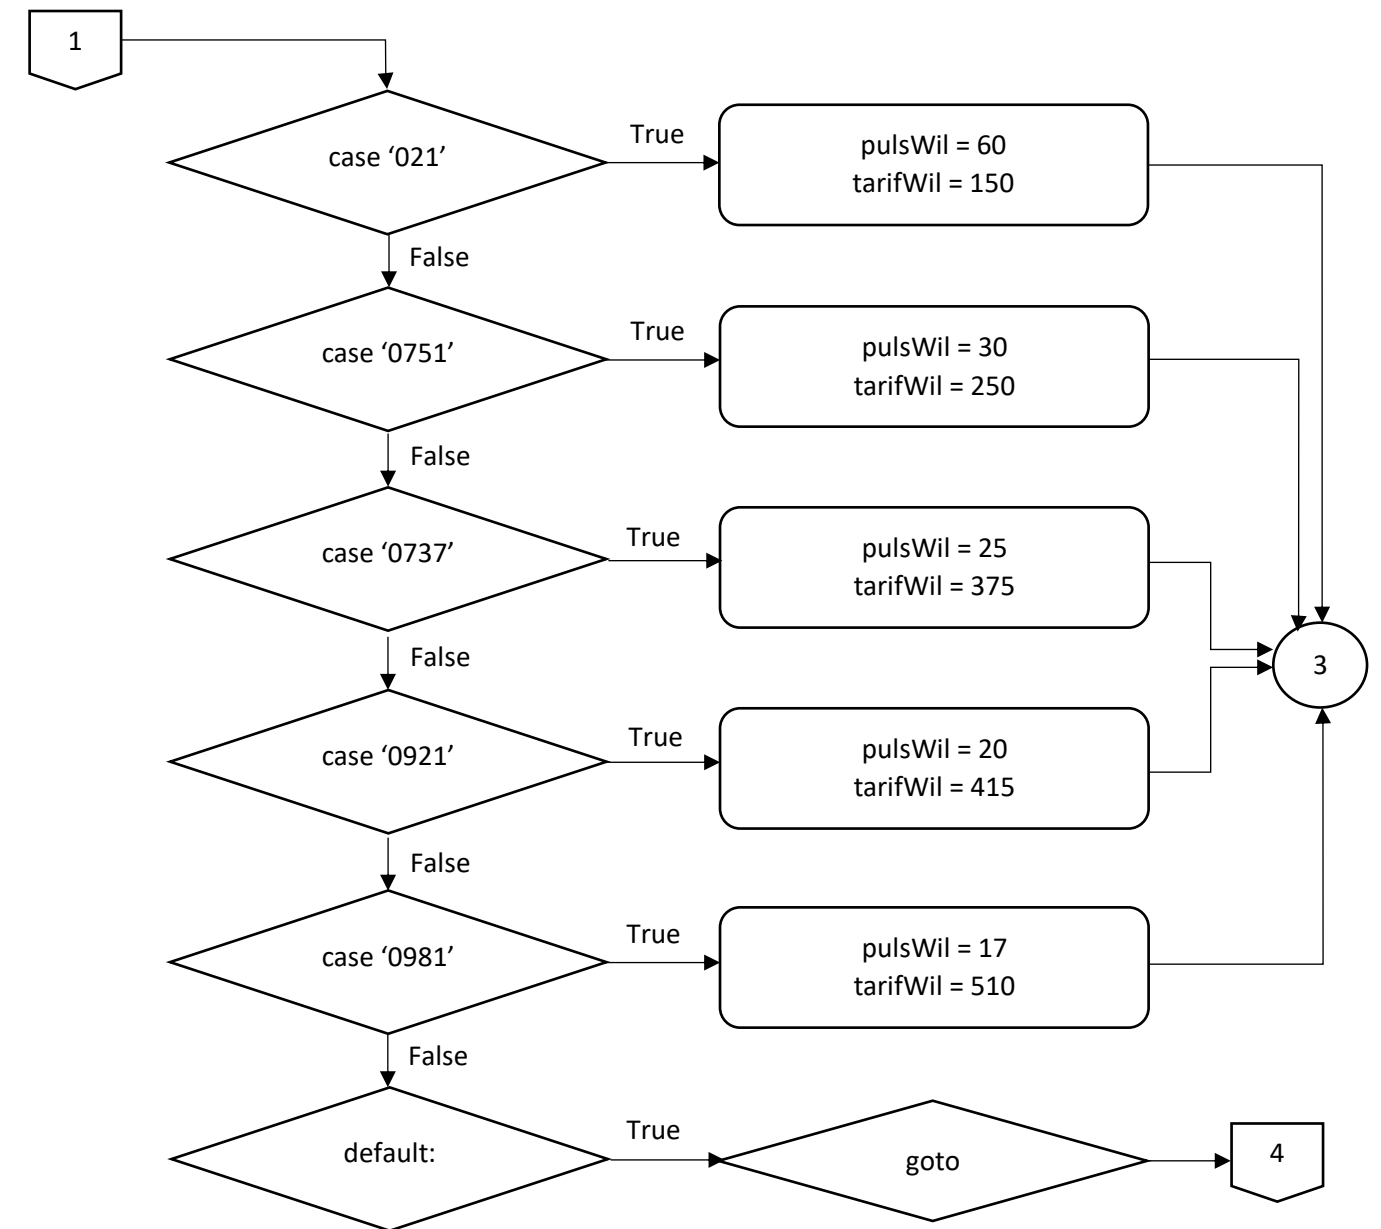 1
case ‘021’
True
pulsWil = 60
tarifWil = 150
False
case ‘0751’
True
pulsWil = 30
tarifWil = 250
False
case ‘0737’
True
pulsWil = 25
tarifWil = 375
3
False
case ‘0921’
True
pulsWil = 20
tarifWil = 415
False
case ‘0981’
True
pulsWil = 17
tarifWil = 510
False
default:
True
goto
4